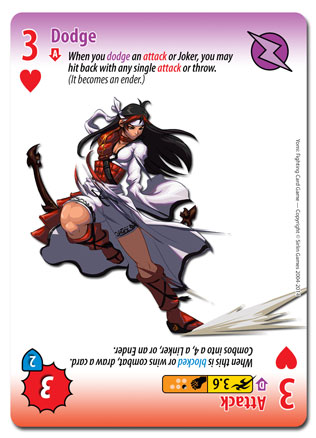 3 Dodge
A When you dodge an attack or Joker, you may
hit back with any single attack or throw.
(It becomes an ender.)
Yomi: Fighting Card Game — Copyright © Sirlin Games 2004-201
3
Attack
D
3.6
3
2
When this is blocked or wins combat, draw a card.
Combos into a 4, a Linker, or an Ender.